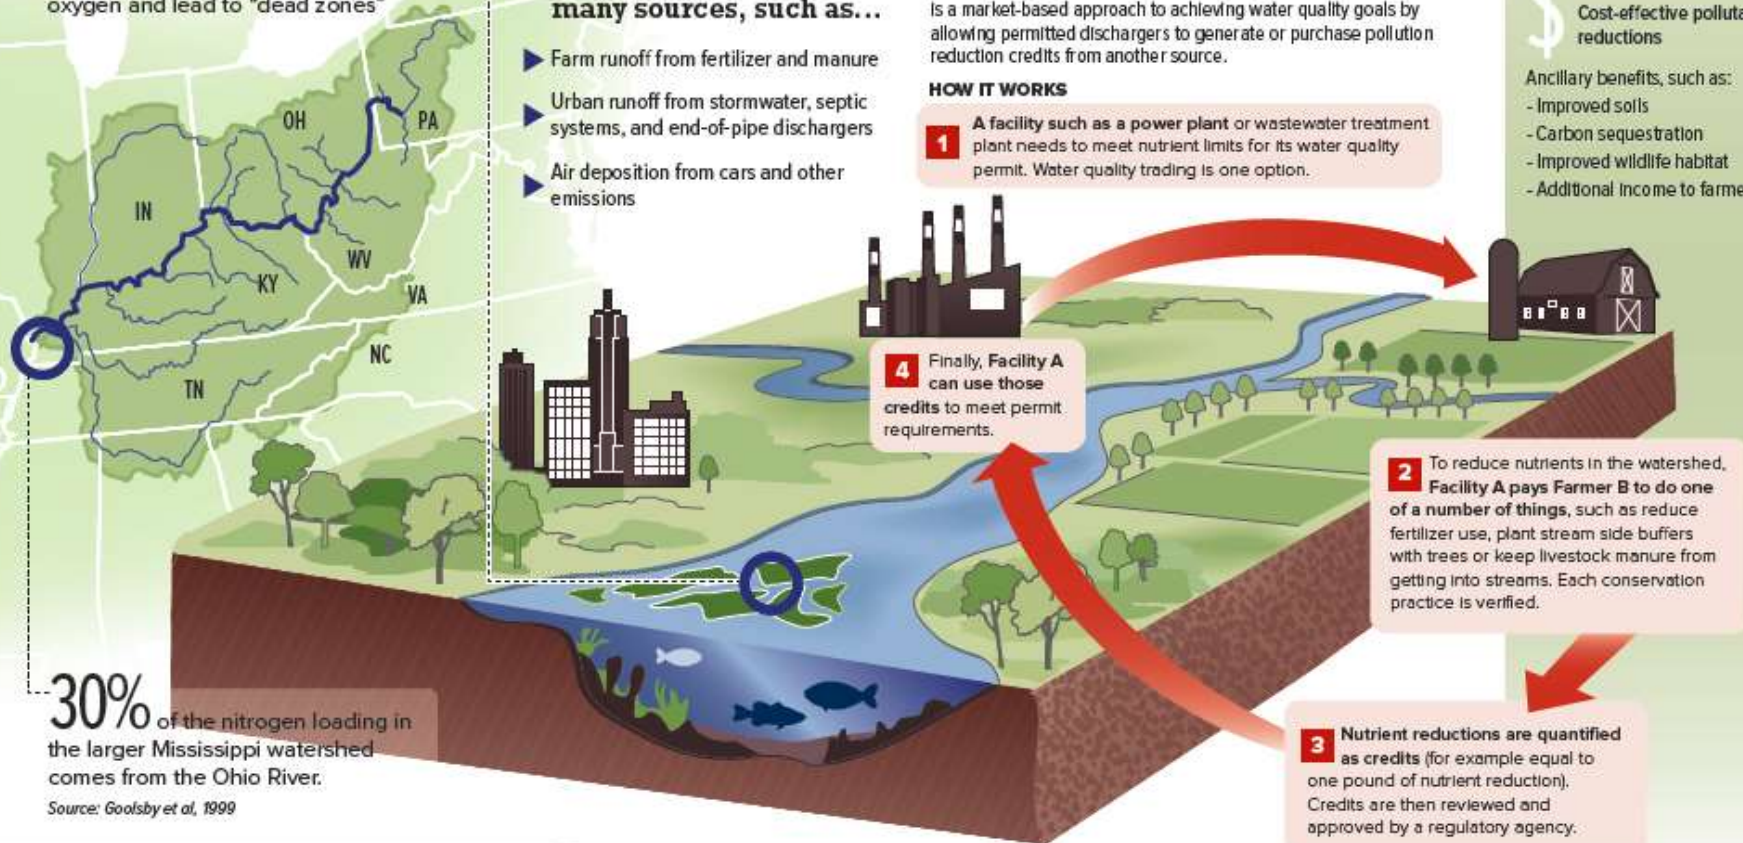 oxygen and lead to "dead zones"
OH
PA
IN
WV
KY
VA
NC
TN
30% of the nitrogen loading in
the larger Mississippi watershed
comes from the Ohio River.
Source: Goolsby et al, 1999
many sources, such as...
Farm runoff from fertilizer and manure
Urban runoff from stormwater, septic
systems, and end-of-pipe dischargers
Air deposition from cars and other
emissions
is a market-based approach to achieving water quality goals by
allowing permitted dischargers to generate or purchase pollution
reduction credits from another source.
HOW IT WORKS
1 A facility such as a power plant or wastewater treatment
plant needs to meet nutrient limits for its water quality
permit. Water quality trading is one option.
2 To reduce nutrients in the watershed,
Facility A pays Farmer B to do one
of a number of things, such as reduce
fertilizer use, plant stream side buffers
with trees or keep livestock manure from
getting into streams. Each conservation
practice is verified.
3 Nutrient reductions are quantified
as credits (for example equal to
one pound of nutrient reduction).
Credits are then reviewed and
approved by a regulatory agency.
4 Finally, Facility A
can use those
credits to meet permit
requirements.
$
Cost-effective polluta
reductions
Ancillary benefits, such as:
- Improved soils
- Carbon sequestration
- Improved wildlife habitat
- Additional income to farme